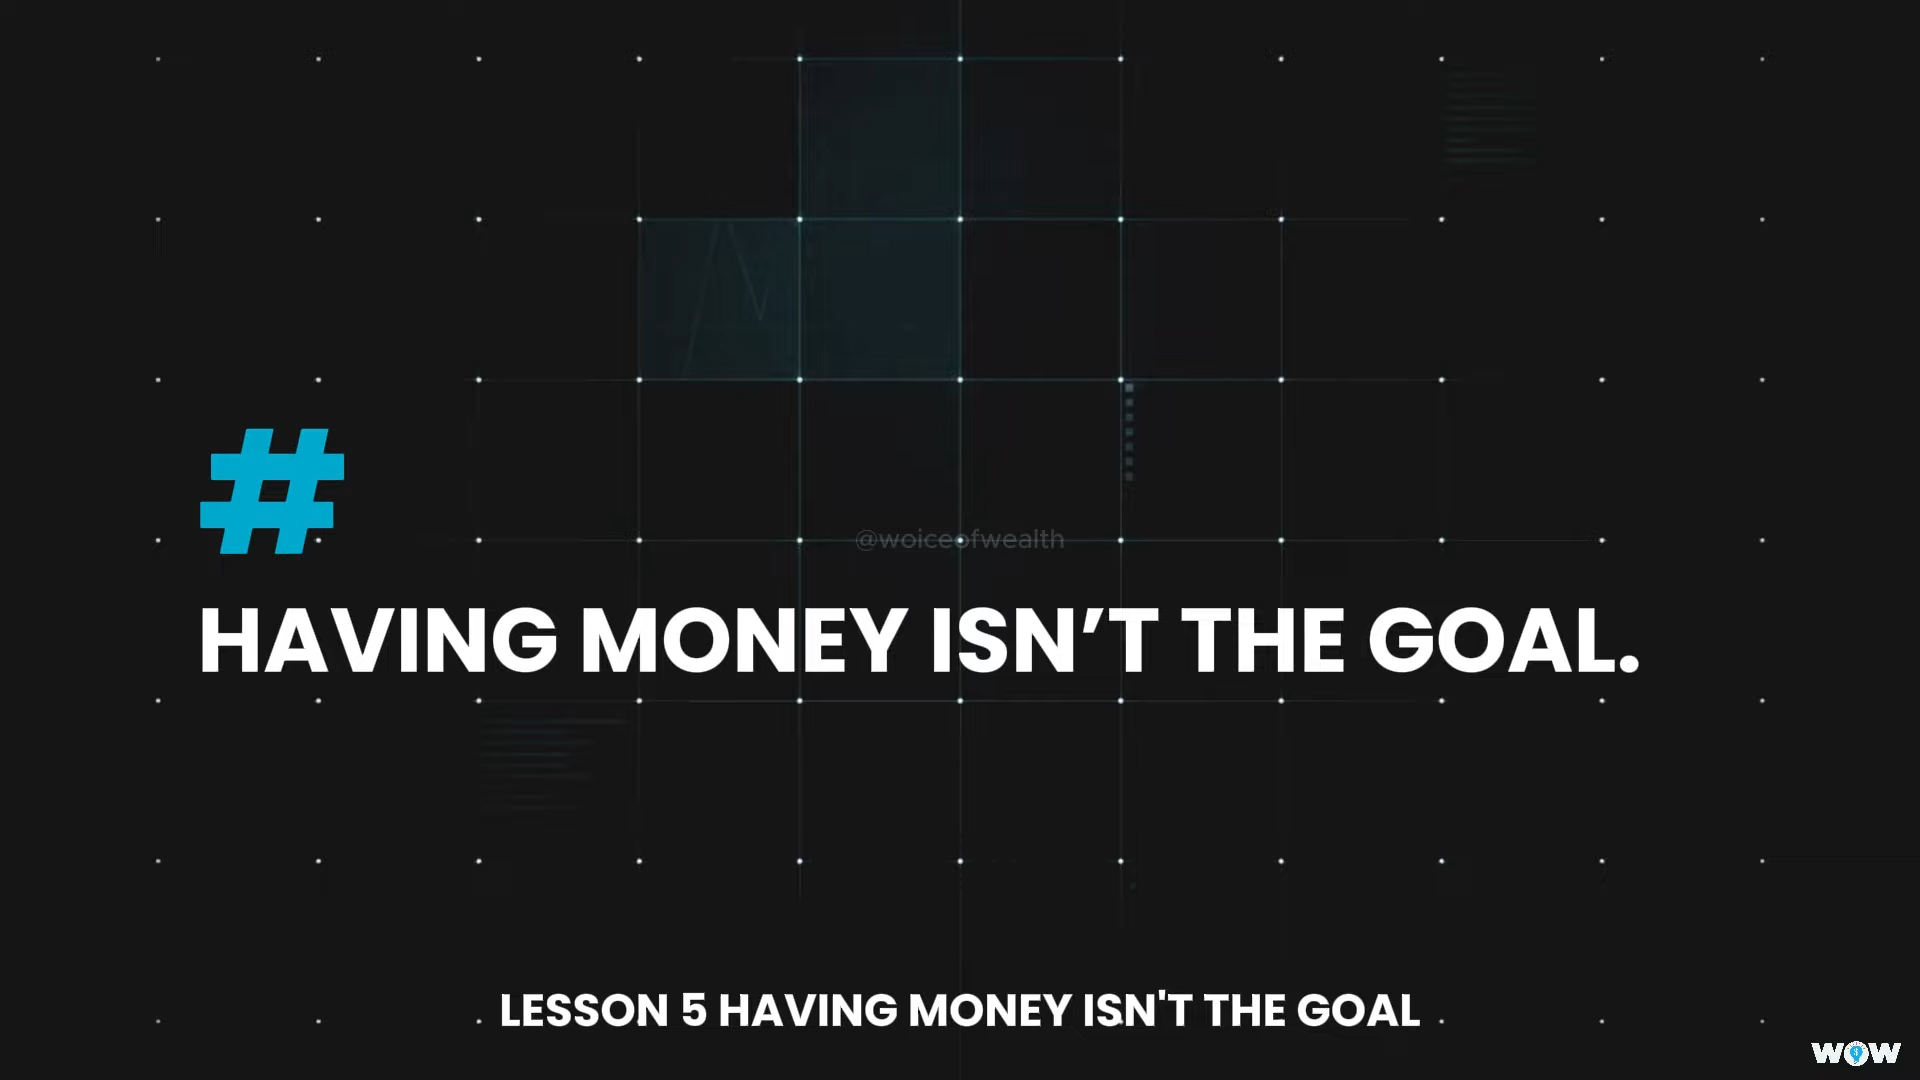 #
@woiceofwealth
HAVING MONEY ISN’T THE GOAL.
LESSON 5 HAVING MONEY ISN'T THE GOAL
WOW